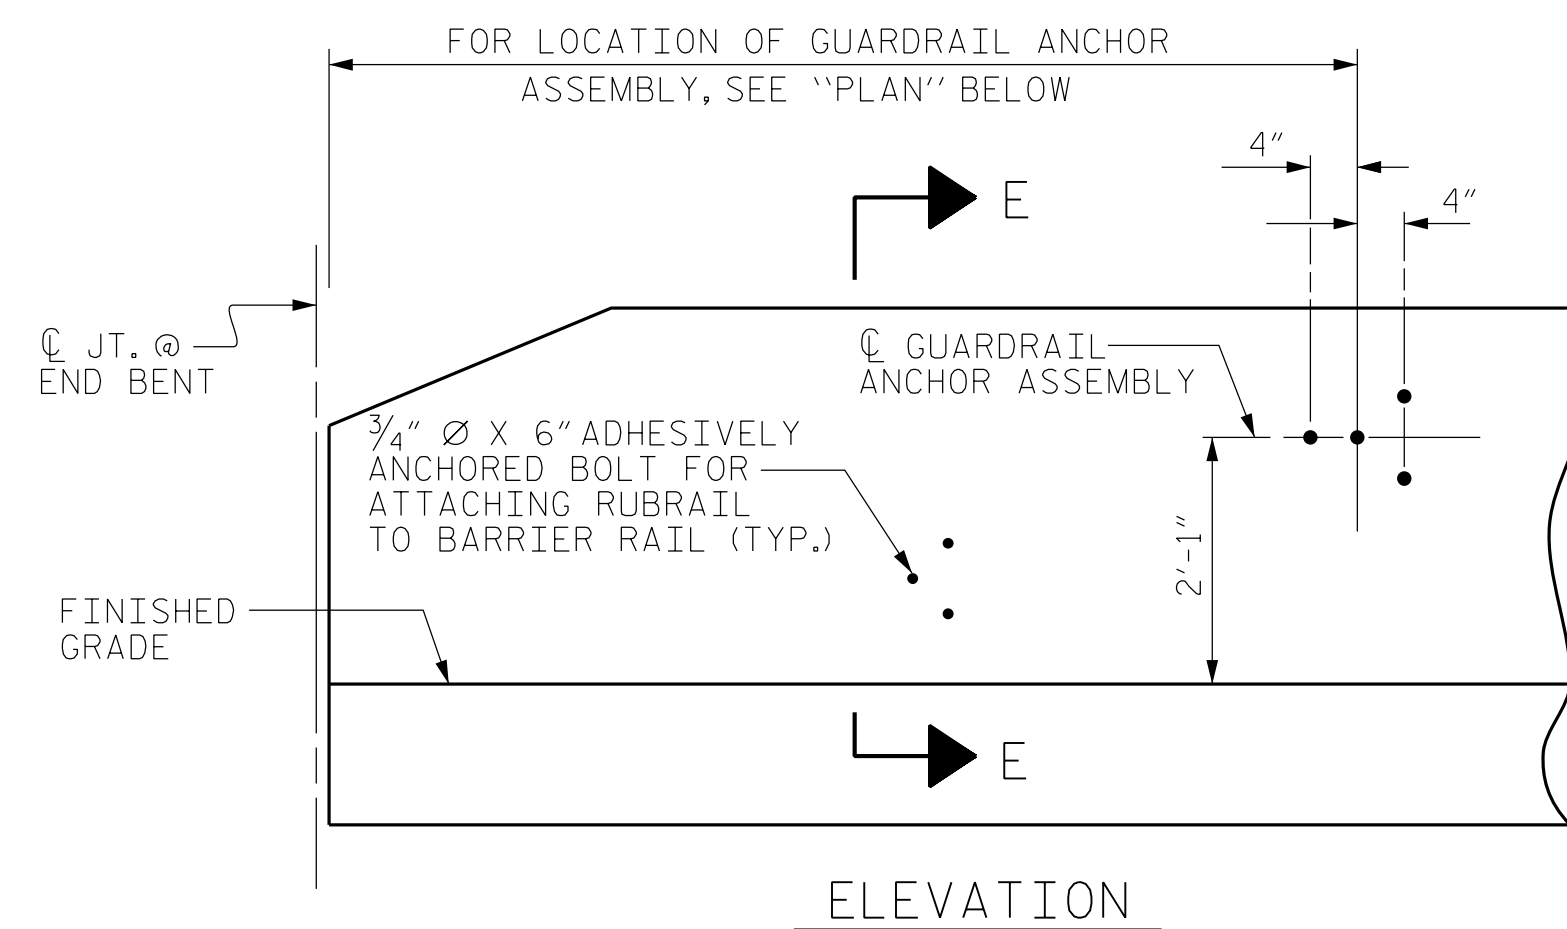 FOR LOCATION OF GUARDRAIL ANCHOR
ASSEMBLY, SEE "PLAN" BELOW
4"
4"
E
℄ JT. @
END BENT
℄ GUARDRAIL
ANCHOR ASSEMBLY
3/4" Ø X 6" ADHESIVELY
ANCHORED BOLT FOR
ATTACHING RUBRAIL
TO BARRIER RAIL (TYP.)
2'-1"
FINISHED
GRADE
E
ELEVATION